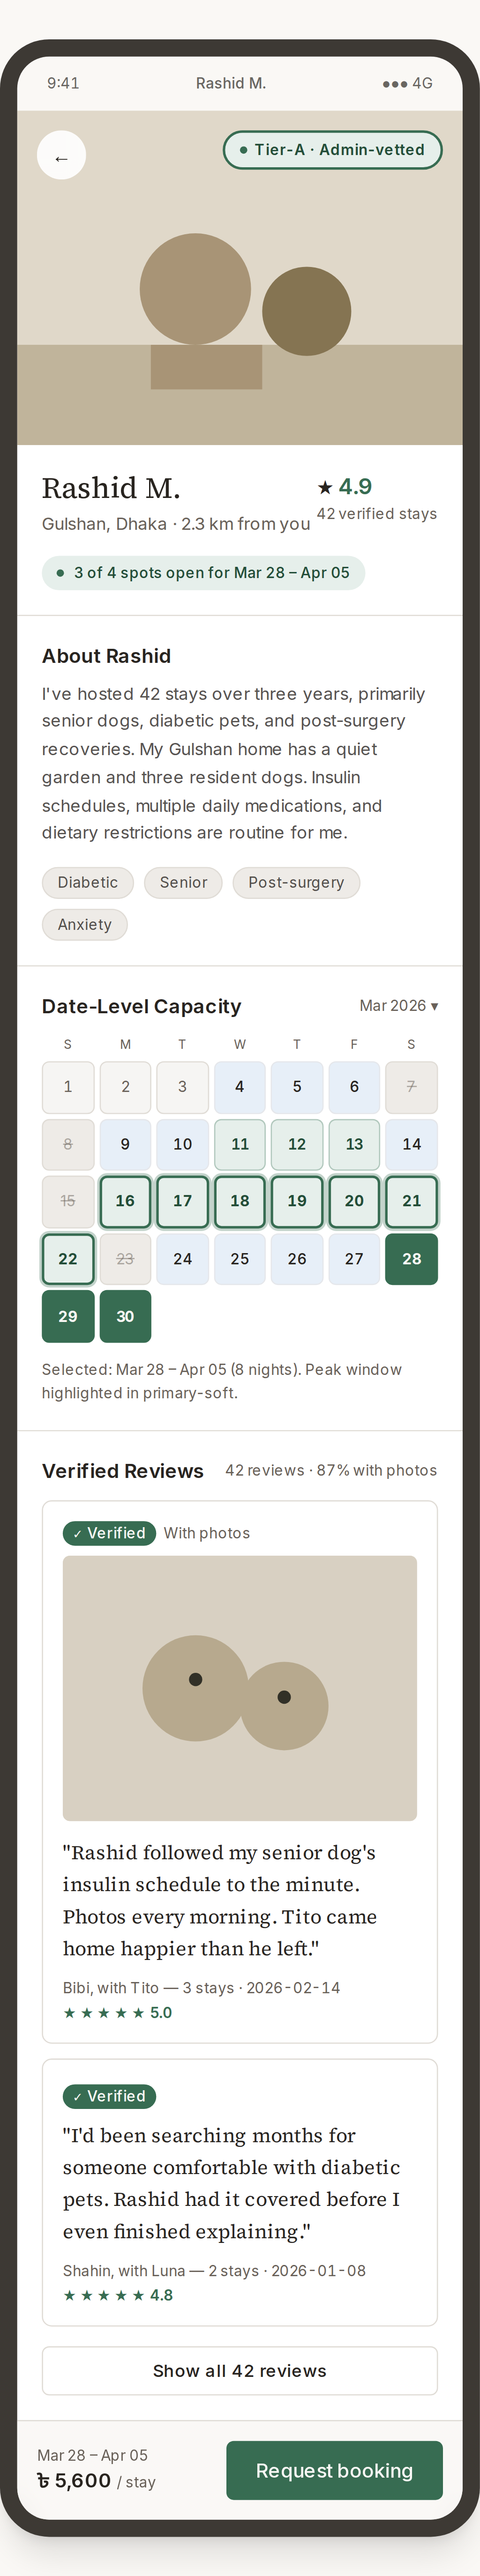 9:41 Rashid M. ●●● 4G
←
Tier-A · Admin-vetted
Rashid M.
★ 4.9
Gulshan, Dhaka · 2.3 km from you
42 verified stays
3 of 4 spots open for Mar 28 – Apr 05
About Rashid
I've hosted 42 stays over three years, primarily
senior dogs, diabetic pets, and post-surgery
recoveries. My Gulshan home has a quiet
garden and three resident dogs. Insulin
schedules, multiple daily medications, and
dietary restrictions are routine for me.
Diabetic Senior Post-surgery
Anxiety
Date-Level Capacity Mar 2026 ▾
S M T W T F S
1 2 3 4 5 6 7
8 9 10 11 12 13 14
15 16 17 18 19 20 21
22 23 24 25 26 27 28
29 30
Selected: Mar 28 – Apr 05 (8 nights). Peak window
highlighted in primary-soft.
Verified Reviews 42 reviews · 87% with photos
✓ Verified With photos
"Rashid followed my senior dog's
insulin schedule to the minute.
Photos every morning. Tito came
home happier than he left."
Bibi, with Tito — 3 stays · 2026-02-14
★ ★ ★ ★ ★ 5.0
✓ Verified
"I'd been searching months for
someone comfortable with diabetic
pets. Rashid had it covered before I
even finished explaining."
Shahin, with Luna — 2 stays · 2026-01-08
★ ★ ★ ★ ★ 4.8
Show all 42 reviews
Mar 28 – Apr 05
৳ 5,600 / stay
Request booking